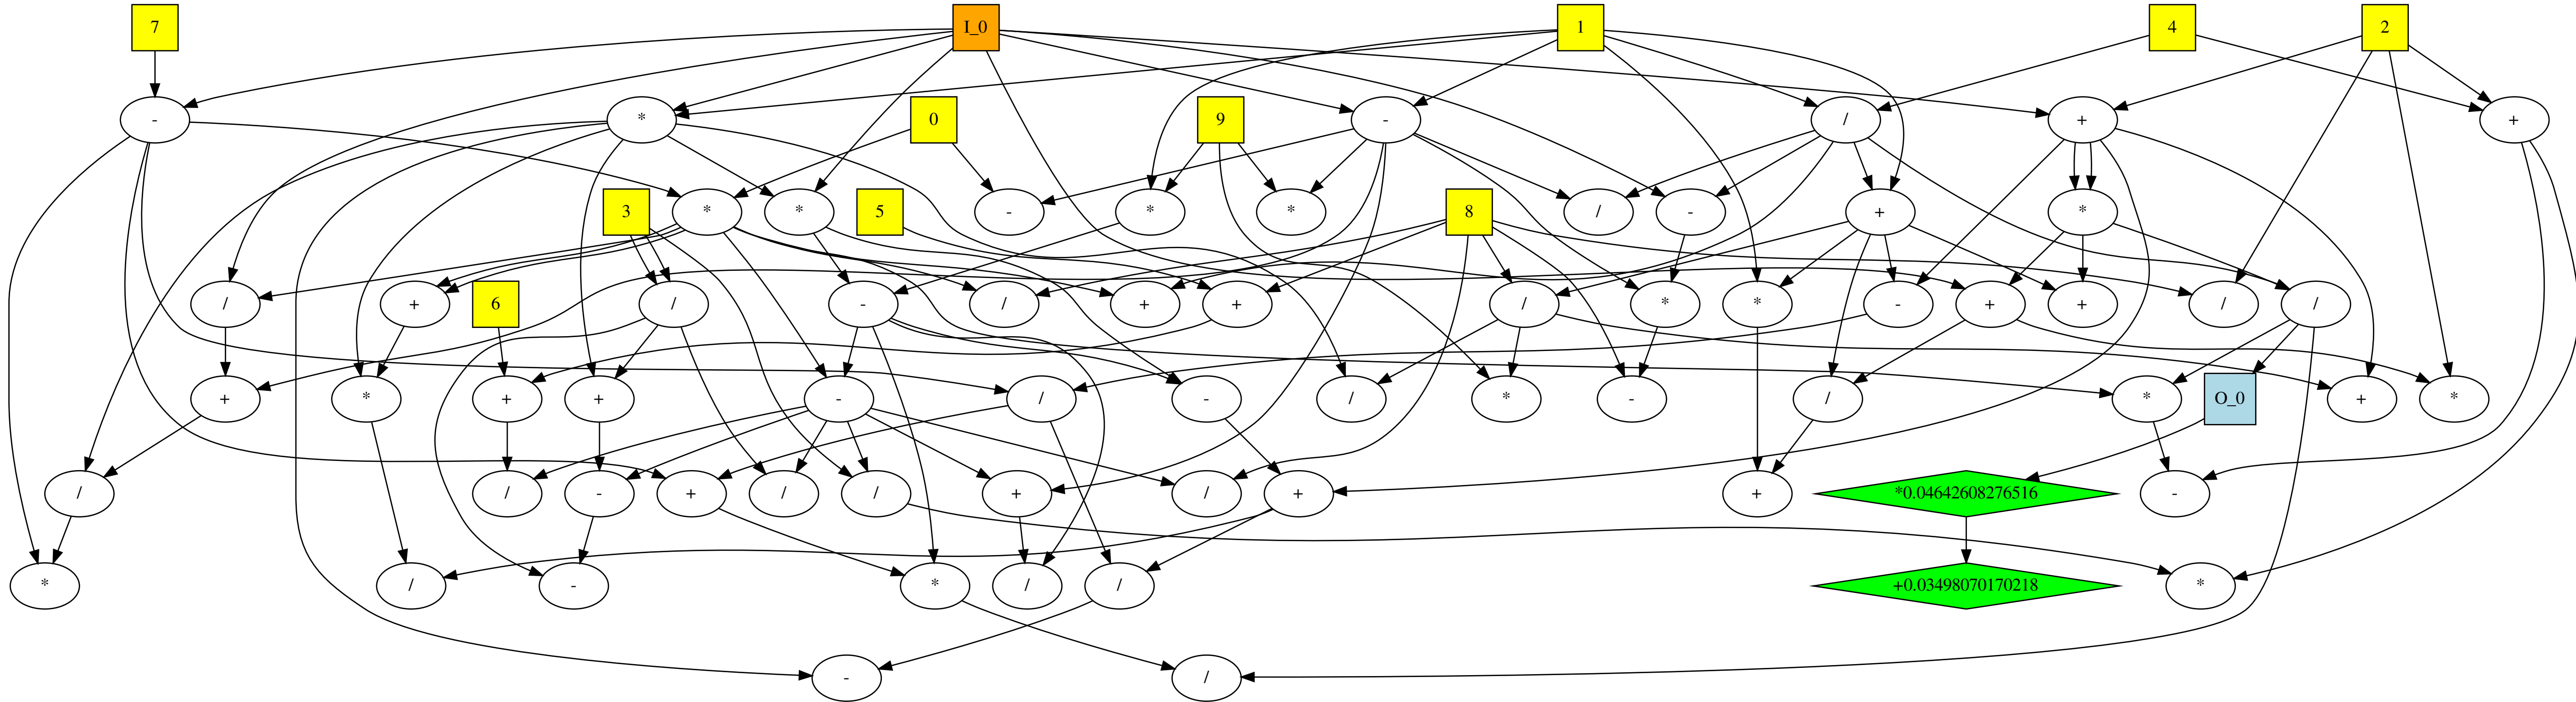 7 I_0 1 4 2
- * 0 9 - / + +
3 * * 5 - * * 8 / - + *
/ + 6 / - / + + / * * - + + / /
+ * + + - / - / * - / * O_0 + *
/ / - + / / + / + + *0.04642608276516 -
* / - * / / +0.03498070170218 *
- /